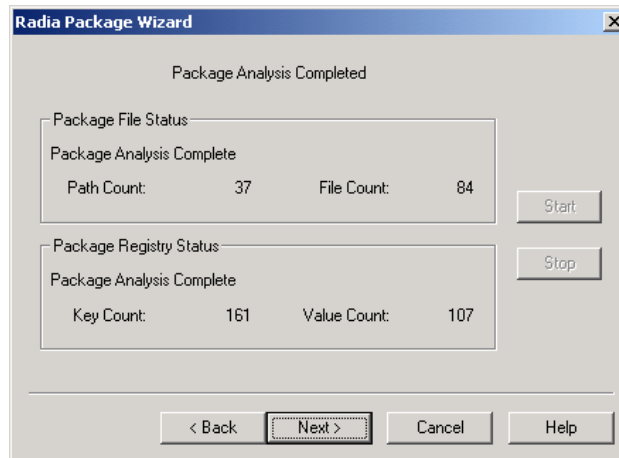 Radia Package Wizard
Package Analysis Completed
Package File Status
Package Analysis Complete
Path Count: 37 File Count: 84
Start
Package Registry Status
Stop
Package Analysis Complete
Key Count: 161 Value Count: 107
< Back Next > Cancel Help